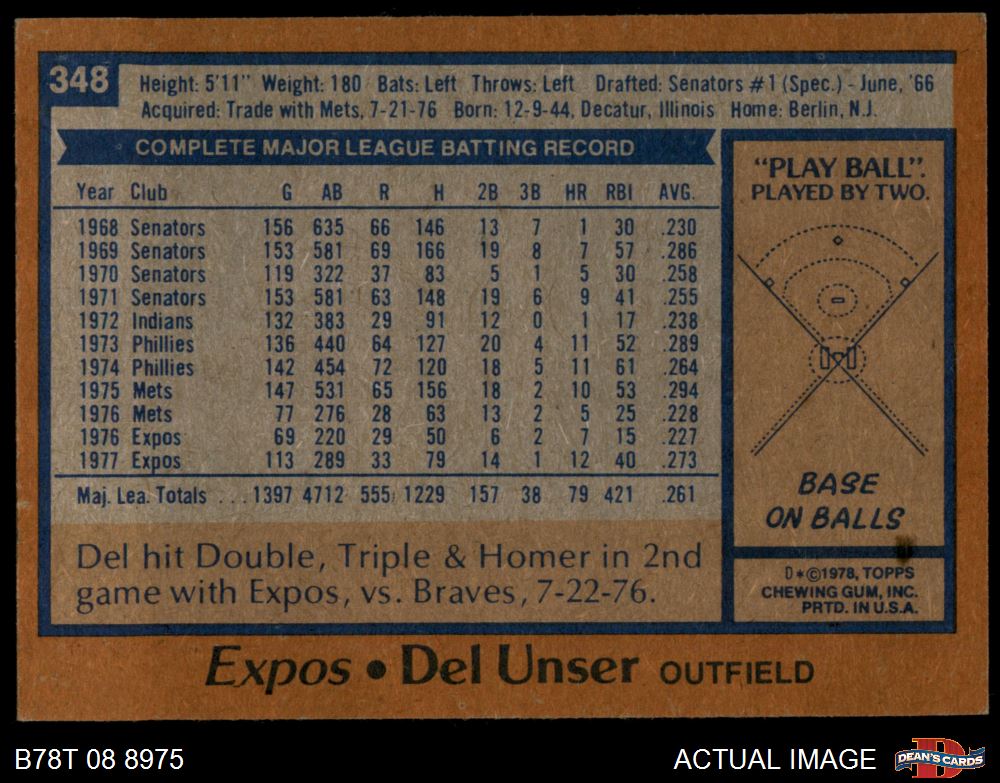 348
Height: 5'11" Weight: 180 Bats: Left Throws: Left Drafted: Senators #1 (Spec.) - June, '66
Acquired: Trade with Mets, 7-21-76 Born: 12-9-44, Decatur, Illinois Home: Berlin, N.J.
COMPLETE MAJOR LEAGUE BATTING RECORD
Year Club G AB R H 2B 3B HR RBI AVG.
1968 Senators 156 635 66 146 13 7 1 30 .230
1969 Senators 153 581 69 166 19 8 7 57 .286
1970 Senators 119 322 37 83 5 1 5 30 .258
1971 Senators 153 581 63 148 19 6 9 41 .255
1972 Indians 132 383 29 91 12 0 1 17 .238
1973 Phillies 136 440 64 127 20 4 11 52 .289
1974 Phillies 142 454 72 120 18 5 11 61 .264
1975 Mets 147 531 65 156 18 2 10 53 .294
1976 Mets 77 276 28 63 13 2 5 25 .228
1976 Expos 69 220 29 50 6 2 7 15 .227
1977 Expos 113 289 33 79 14 1 12 40 .273
Maj. Lea. Totals ... 1397 4712 555 1229 157 38 79 421 .261
Del hit Double, Triple & Homer in 2nd
game with Expos, vs. Braves, 7-22-76.
"PLAY BALL":
PLAYED BY TWO.
BASE
ON BALLS
D*©1978, TOPPS
CHEWING GUM, INC.
PRTD. IN U.S.A.
Expos • Del Unser OUTFIELD
B78T 08 8975
ACTUAL IMAGE
D
DEAN'S CARDS